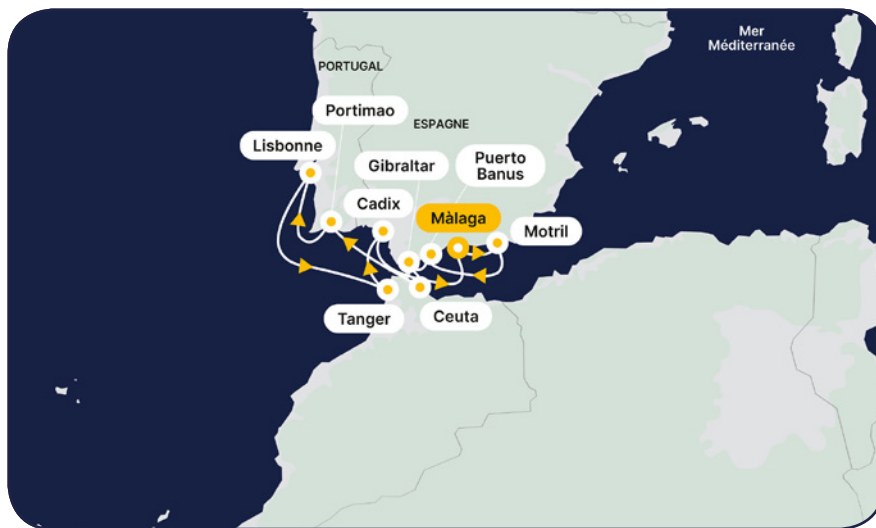 Mer
Méditerranée
PORTUGAL
Portimao
ESPAGNE
Lisbonne
Gibraltar
Puerto
Banus
Cadix
Màlaga
Motril
Tanger
Ceuta